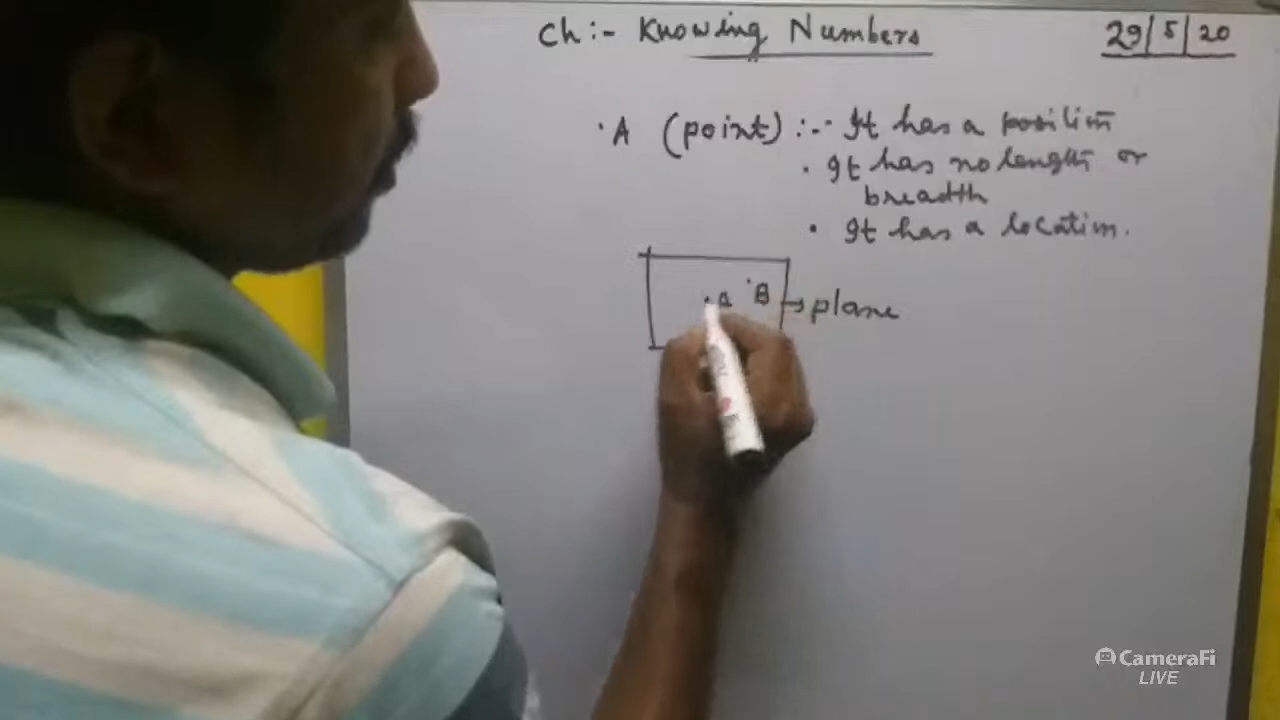 Ch :- Knowing Numbers
29/5/20
· A (point) :- · It has a position
· It has no length or
breadth
· It has a location.
· A · B → plane
CameraFi
LIVE